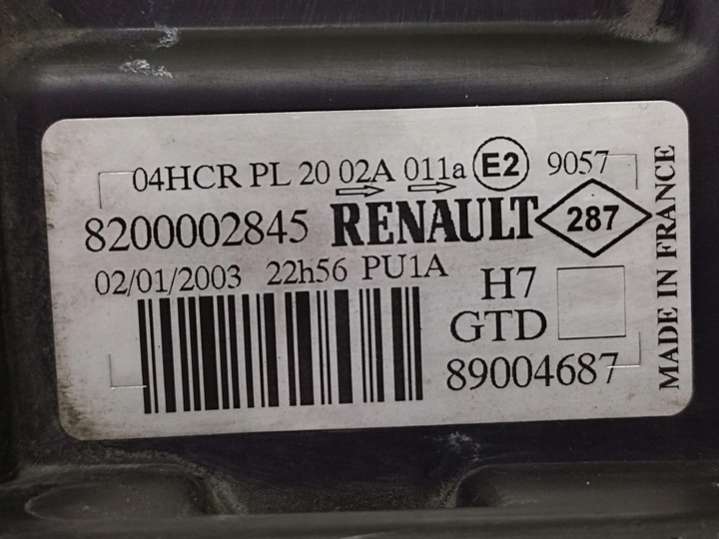 04HCR PL 20 02A 011a E2 9057
8200002845 RENAULT 287
02/01/2003 22h56 PU1A
H7
GTD
89004687
MADE IN FRANCE